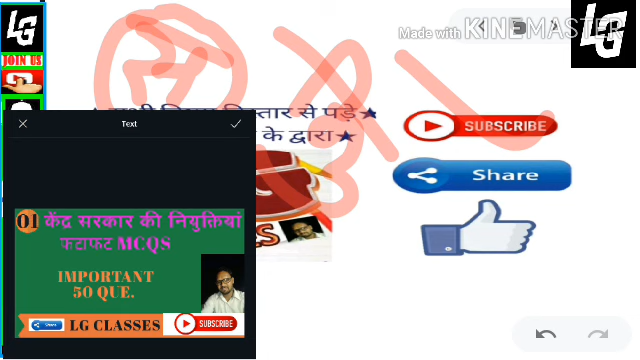 LG
JOIN US
Made with KINEMASTER
LG
विस्तार से पड़े★
के द्वारा★
SUBSCRIBE
Share
Text
01 केंद्र सरकार की नियुक्तियां
फटाफट MCQS
IMPORTANT
50 QUE.
Share
LG CLASSES
SUBSCRIBE